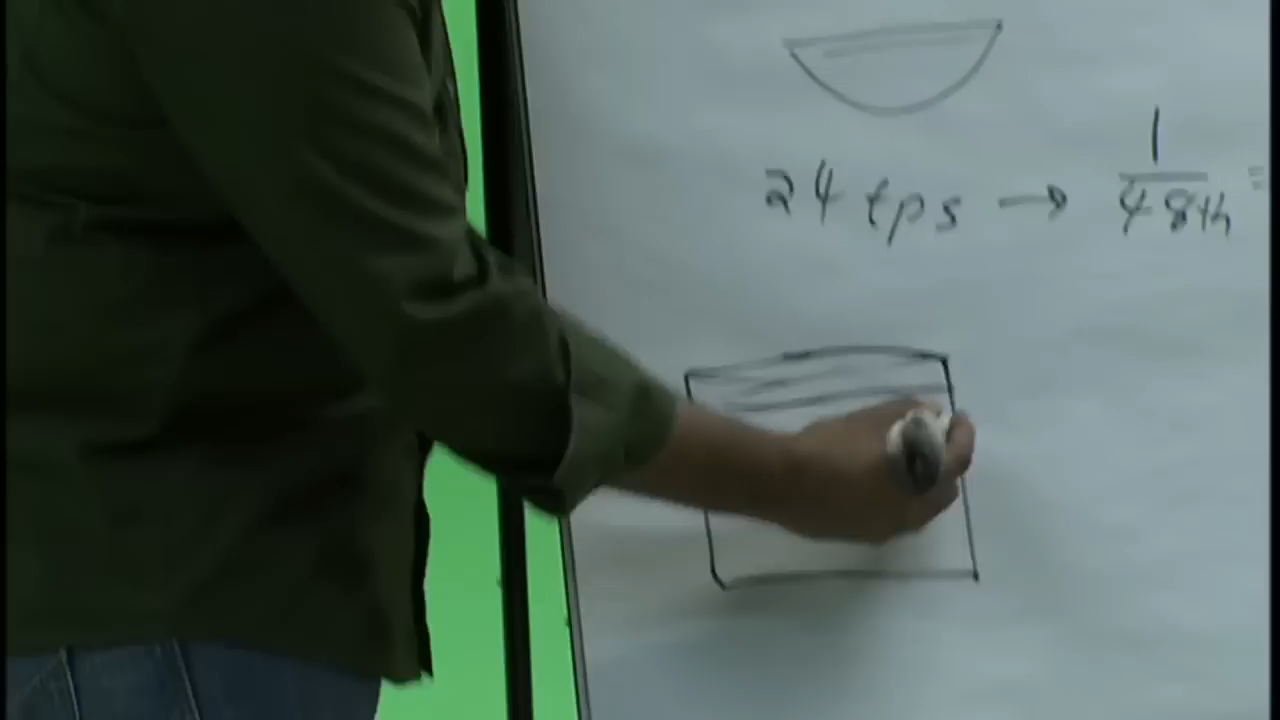 24 fps → 1/48th =